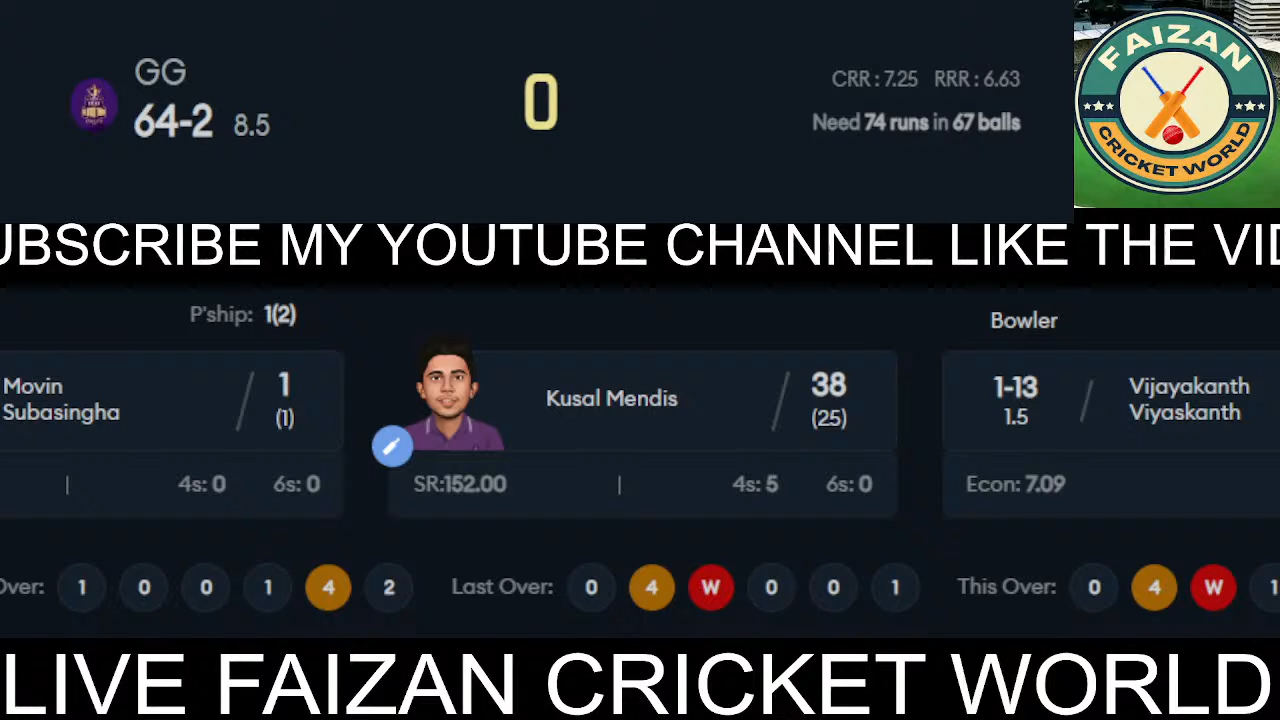 GG
64-2 8.5
0
CRR : 7.25 RRR : 6.63
Need 74 runs in 67 balls
FAIZAN
CRICKET WORLD
UBSCRIBE MY YOUTUBE CHANNEL LIKE THE VID
P'ship: 1(2)
Bowler
Movin
Subasingha
1
(1)
Kusal Mendis
38
(25)
1-13
1.5
Vijayakanth
Viyaskanth
4s: 0 6s: 0
SR:152.00 | 4s: 5 6s: 0
Econ: 7.09
Over: 1 0 0 1 4 2
Last Over: 0 4 W 0 0 1
This Over: 0 4 W 1
LIVE FAIZAN CRICKET WORLD